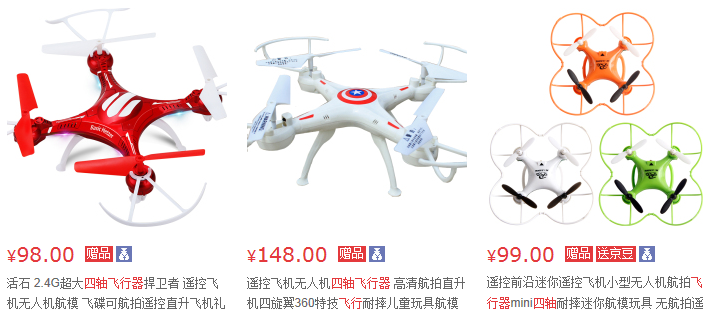 ¥98.00 赠品
活石 2.4G超大四轴飞行器捍卫者 遥控飞
机无人机航模 飞碟可航拍遥控直升飞机礼
¥148.00 赠品
遥控飞机无人机四轴飞行器 高清航拍直升
机四旋翼360特技飞行耐摔儿童玩具航模
¥99.00 赠品 送京豆
遥控前沿迷你遥控飞机小型无人机航拍飞
行器mini四轴耐摔迷你航模玩具 无航拍遥